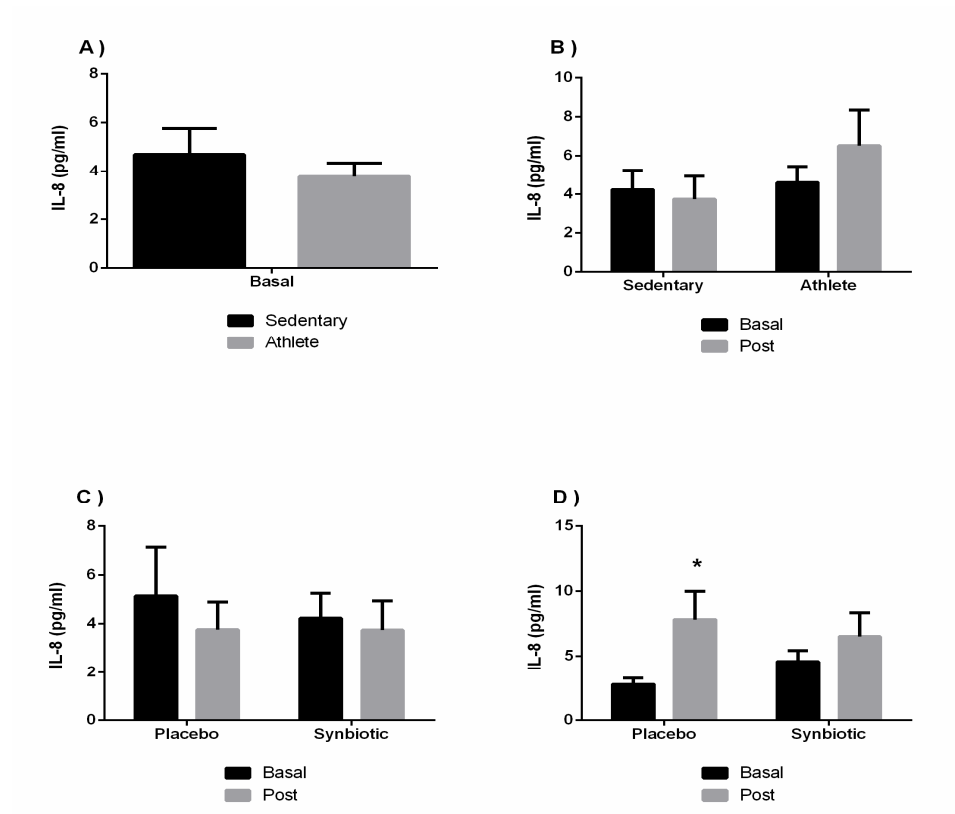 A )
8
6
4
2
0
IL-8 (pg/ml)
Basal
Sedentary
Athlete
B )
10
8
6
4
2
0
IL-8 (pg/ml)
Sedentary Athlete
Basal
Post
C )
8
6
4
2
0
IL-8 (pg/ml)
Placebo Synbiotic
Basal
Post
D )
15
10
5
0
IL-8 (pg/ml)
*
Placebo Synbiotic
Basal
Post